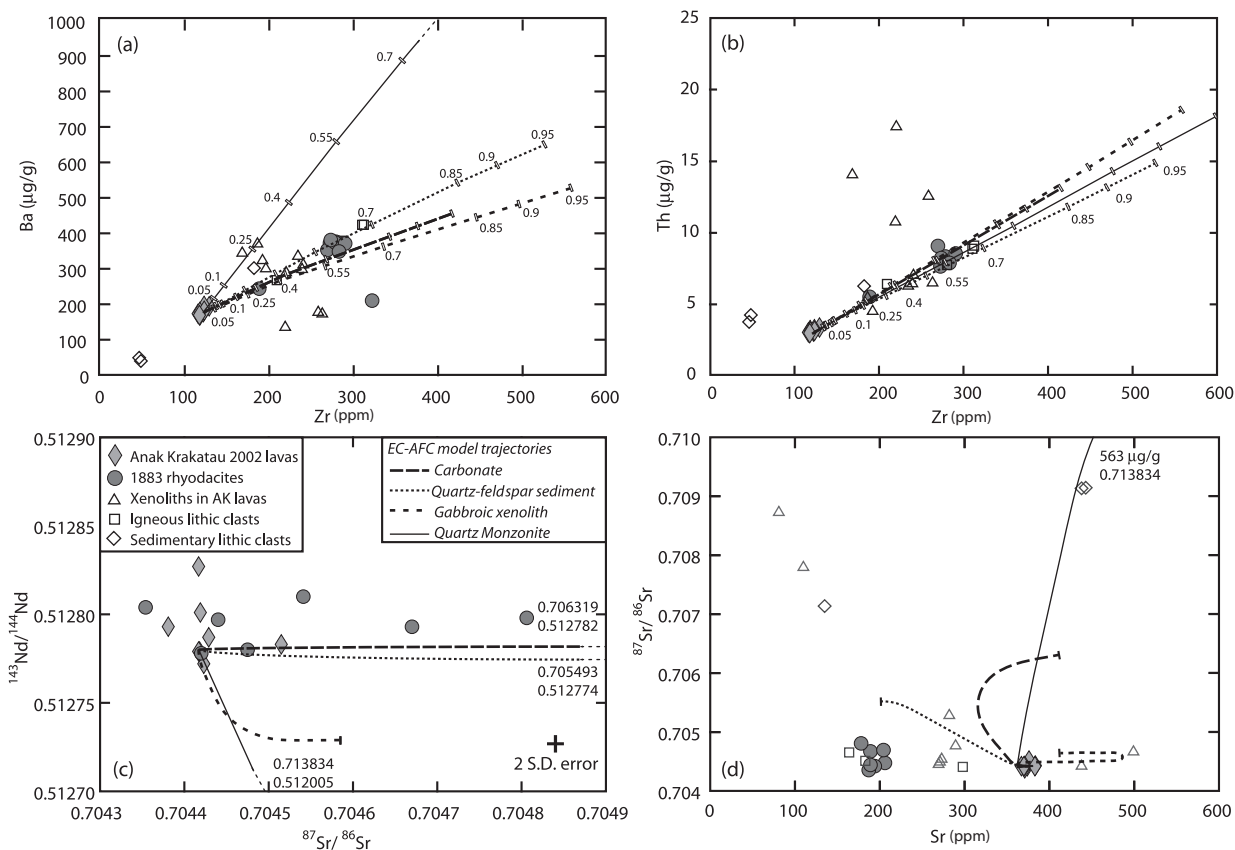 (a)
1000
900
800
700
600
500
400
300
200
100
0
Ba (µg/g)
0.7
0.55
0.4
0.25
0.1
0.05
0.95
0.9
0.85
0.7
0.95
0.9
0.85
0.7
0.55
0.4
0.25
0.1
0.05
0 100 200 300 400 500 600
Zr (ppm)
(b)
25
20
15
10
5
0
Th (µg/g)
0.95
0.9
0.85
0.7
0.55
0.4
0.25
0.1
0.05
0 100 200 300 400 500 600
Zr (ppm)
0.51290
0.51285
0.51280
0.51275
0.51270
143Nd/144Nd
Anak Krakatau 2002 lavas
1883 rhyodacites
Xenoliths in AK lavas
Igneous lithic clasts
Sedimentary lithic clasts
EC-AFC model trajectories
Carbonate
Quartz-feldspar sediment
Gabbroic xenolith
Quartz Monzonite
0.706319
0.512782
0.705493
0.512774
0.713834
0.512005
2 S.D. error
(c)
0.7043 0.7044 0.7045 0.7046 0.7047 0.7048 0.7049
87Sr/ 86Sr
0.710
0.709
0.708
0.707
0.706
0.705
0.704
87Sr/ 86Sr
563 µg/g
0.713834
(d)
0 100 200 300 400 500 600
Sr (ppm)